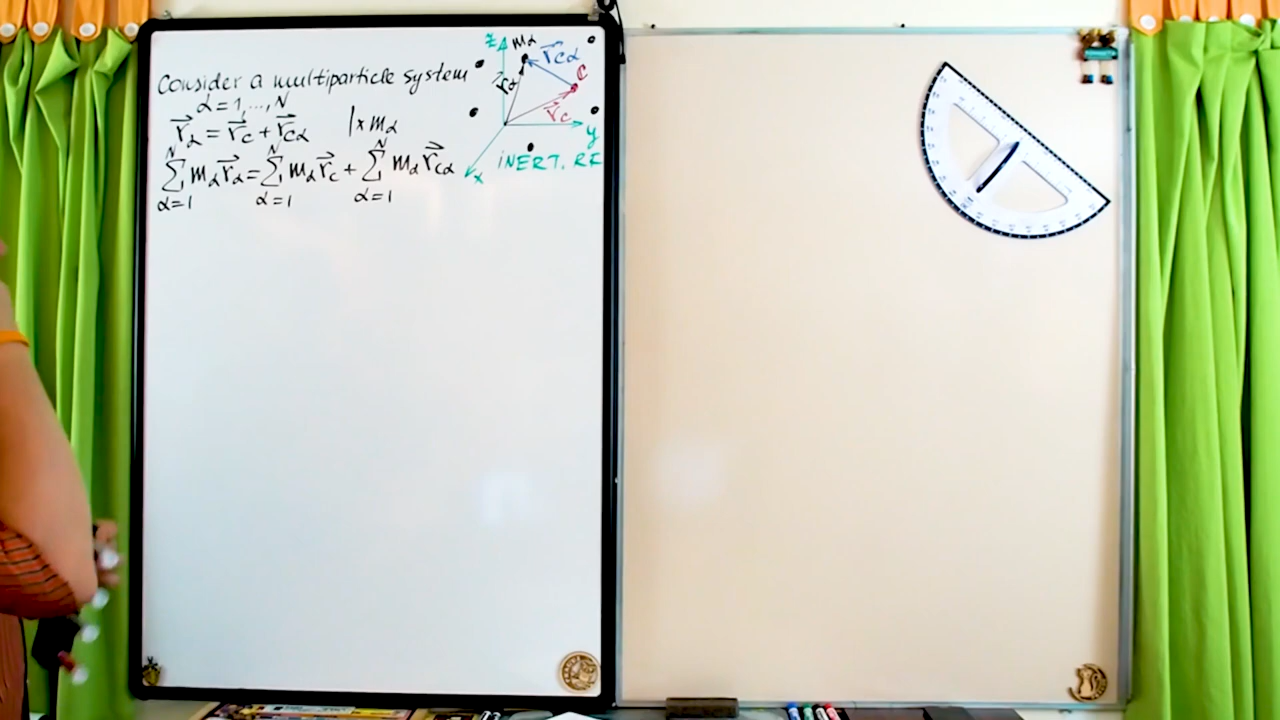 Consider a multiparticle system
α = 1, ..., N
r⃗α = r⃗c + r⃗cα   | × mα
N N N
∑ mα r⃗α = ∑ mα r⃗c + ∑ mα r⃗cα
α=1 α=1 α=1
z mα r⃗cα
r⃗α C
r⃗c
y
x
INERT. RF